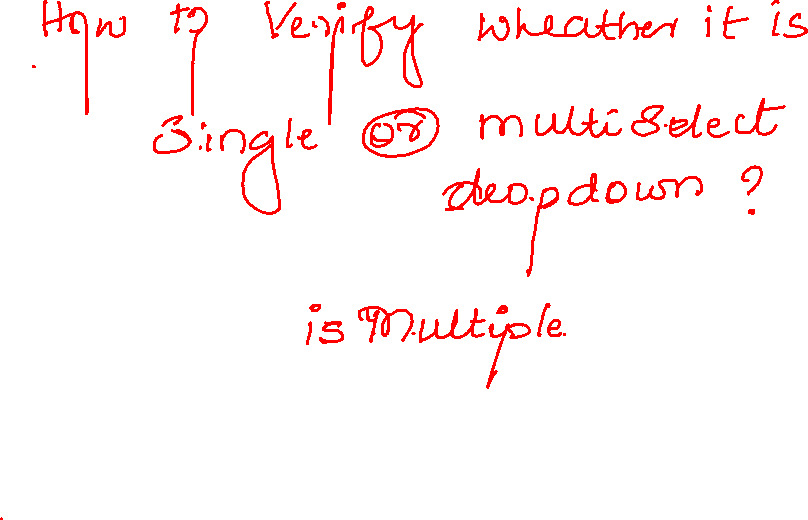 How to Verify wheather it is
Single or multi Select
dropdown ?
is Multiple